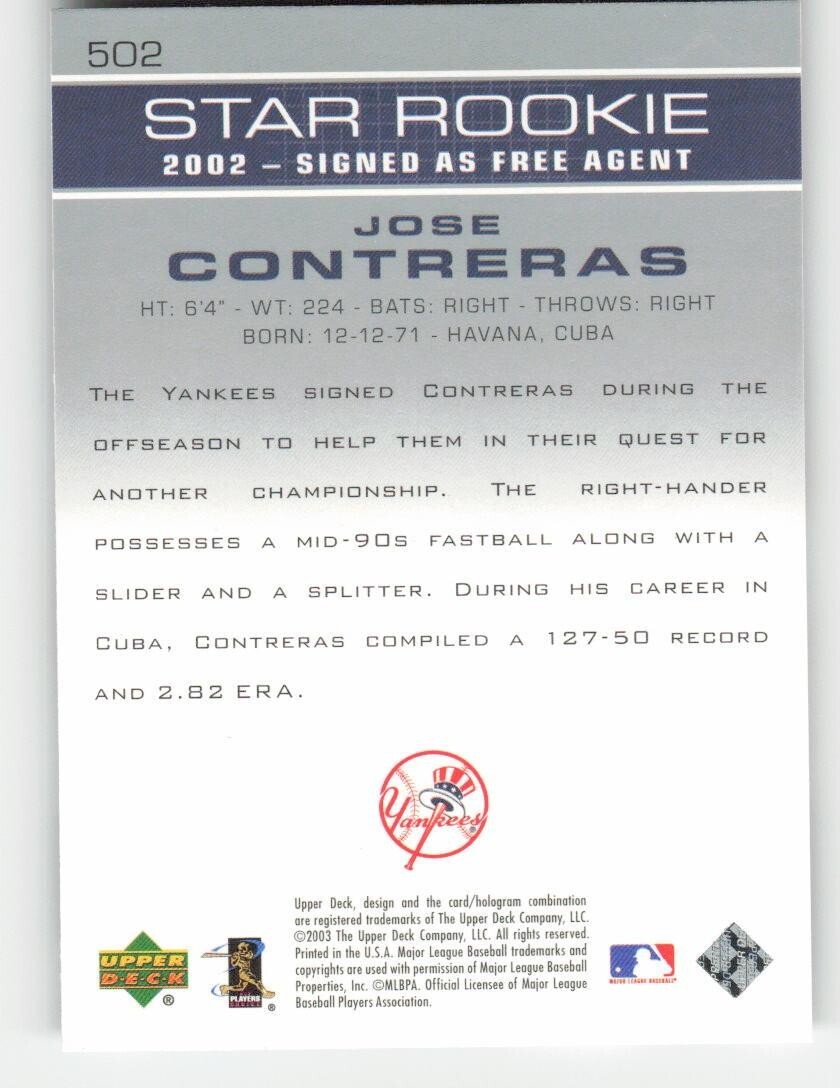 502
STAR ROOKIE
2002 – SIGNED AS FREE AGENT
JOSE
CONTRERAS
HT: 6'4" - WT: 224 - BATS: RIGHT - THROWS: RIGHT
BORN: 12-12-71 - HAVANA, CUBA
THE YANKEES SIGNED CONTRERAS DURING THE
OFFSEASON TO HELP THEM IN THEIR QUEST FOR
ANOTHER CHAMPIONSHIP. THE RIGHT-HANDER
POSSESSES A MID-90S FASTBALL ALONG WITH A
SLIDER AND A SPLITTER. DURING HIS CAREER IN
CUBA, CONTRERAS COMPILED A 127-50 RECORD
AND 2.82 ERA.
Yankees®
Upper Deck, design and the card/hologram combination
are registered trademarks of The Upper Deck Company, LLC.
©2003 The Upper Deck Company, LLC. All rights reserved.
Printed in the U.S.A. Major League Baseball trademarks and
copyrights are used with permission of Major League Baseball
Properties, Inc. ©MLBPA. Official Licensee of Major League
Baseball Players Association.
UPPER
D·E·C·K ®
PLAYERS
CHOICE ®
MAJOR LEAGUE BASEBALL®